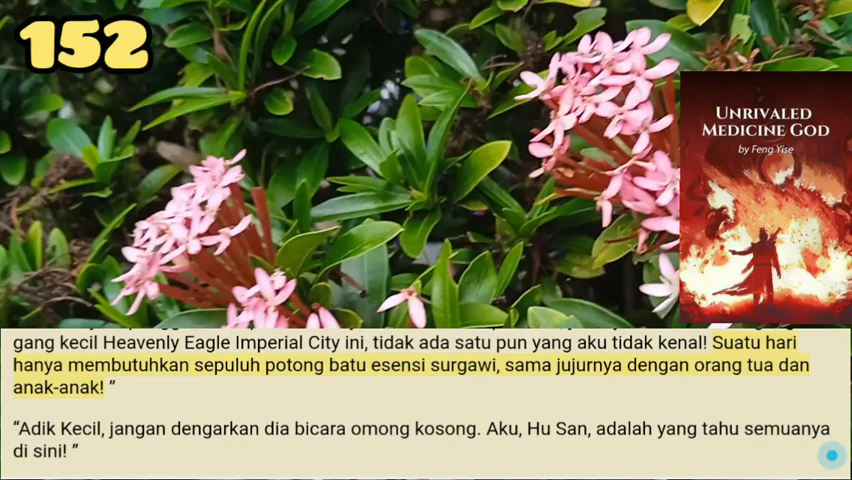 152
UNRIVALED
MEDICINE GOD
by Feng Yise
gang kecil Heavenly Eagle Imperial City ini, tidak ada satu pun yang aku tidak kenal! Suatu hari
hanya membutuhkan sepuluh potong batu esensi surgawi, sama jujurnya dengan orang tua dan
anak-anak! ”
“Adik Kecil, jangan dengarkan dia bicara omong kosong. Aku, Hu San, adalah yang tahu semuanya
di sini! ”